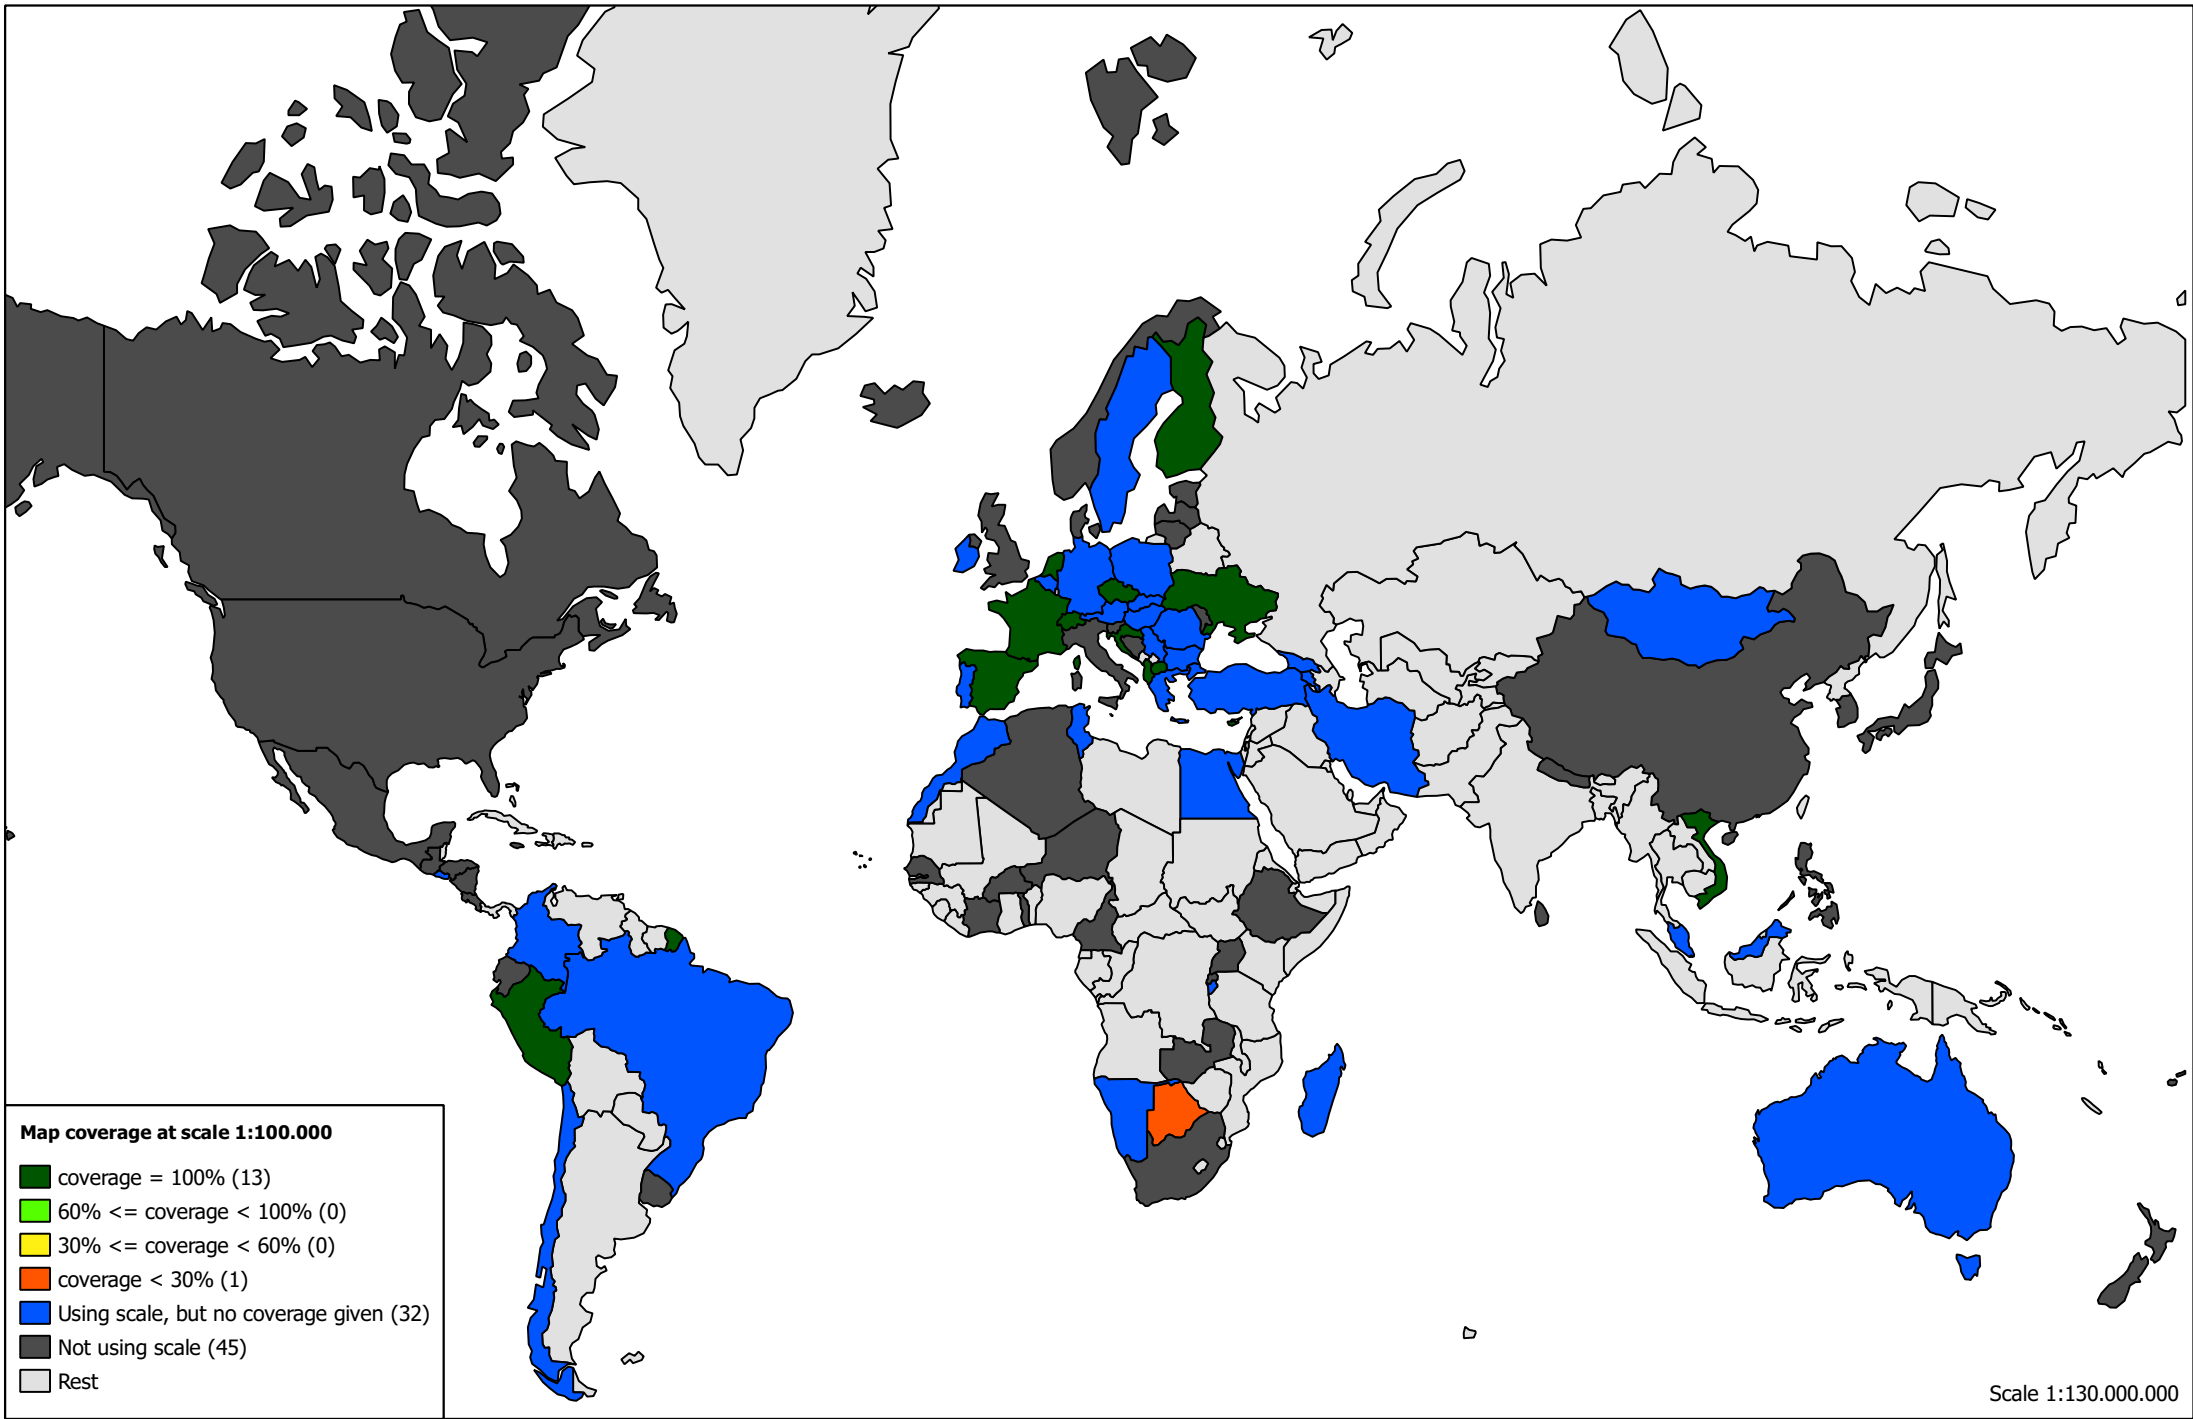 Map coverage at scale 1:100.000
coverage = 100% (13)
60% <= coverage < 100% (0)
30% <= coverage < 60% (0)
coverage < 30% (1)
Using scale, but no coverage given (32)
Not using scale (45)
Rest
Scale 1:130.000.000